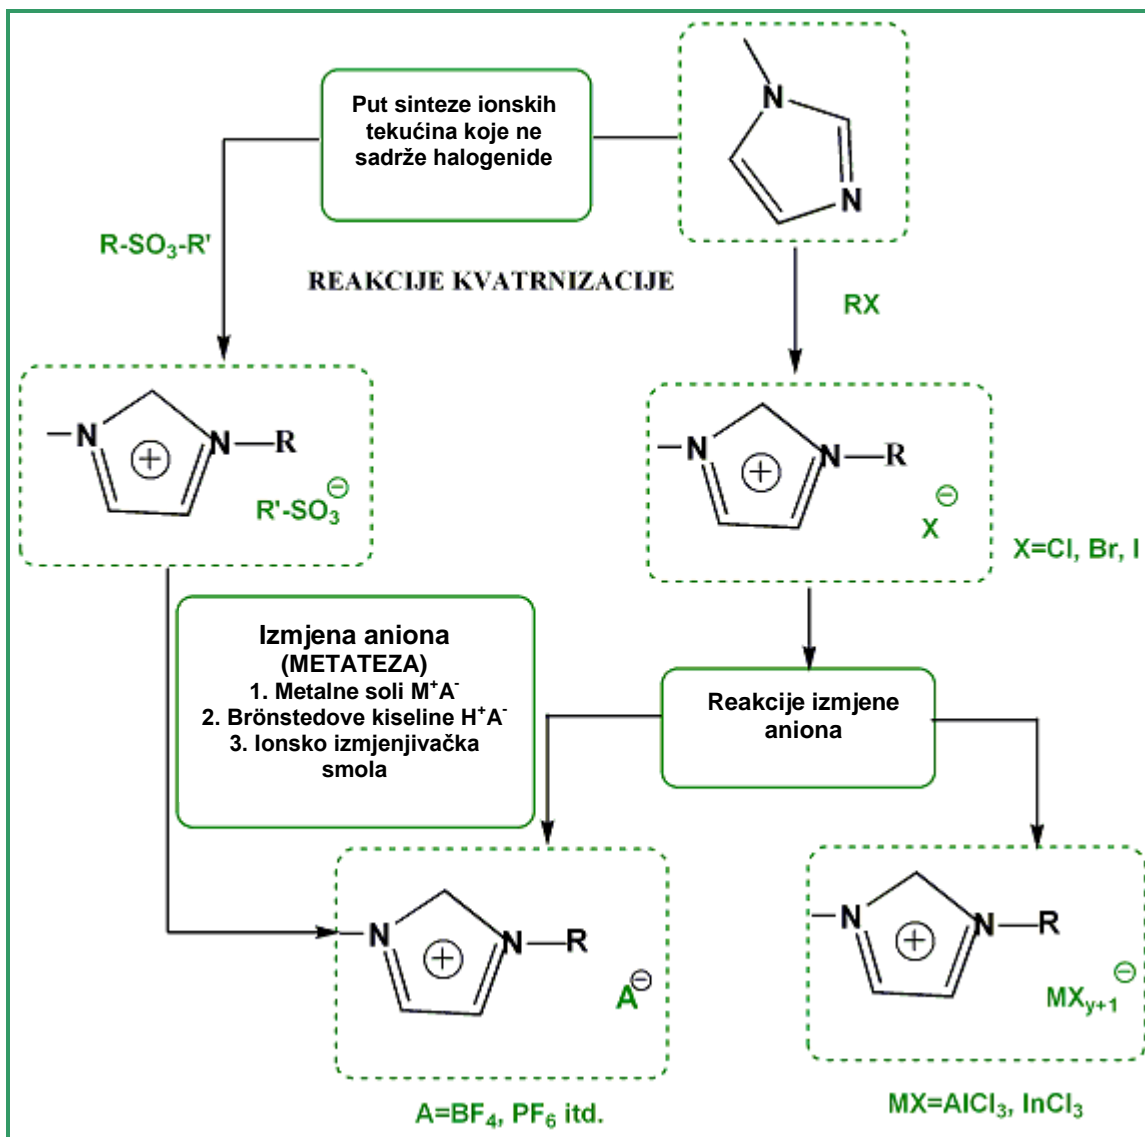 Put sinteze ionskih
tekućina koje ne
sadrže halogenide
N
N
R-SO₃-R'
REAKCIJE KVATRNIZACIJE
RX
N
N—R
+
R'-SO₃⊖
N
N—R
+
X⊖
X=Cl, Br, I
Izmjena aniona
(METATEZA)
1. Metalne soli M⁺A⁻
2. Brönstedove kiseline H⁺A⁻
3. Ionsko izmjenjivačka
smola
Reakcije izmjene
aniona
N
N—R
+
A⊖
A=BF₄, PF₆ itd.
N
N—R
+
MXᵧ₊₁⊖
MX=AlCl₃, InCl₃